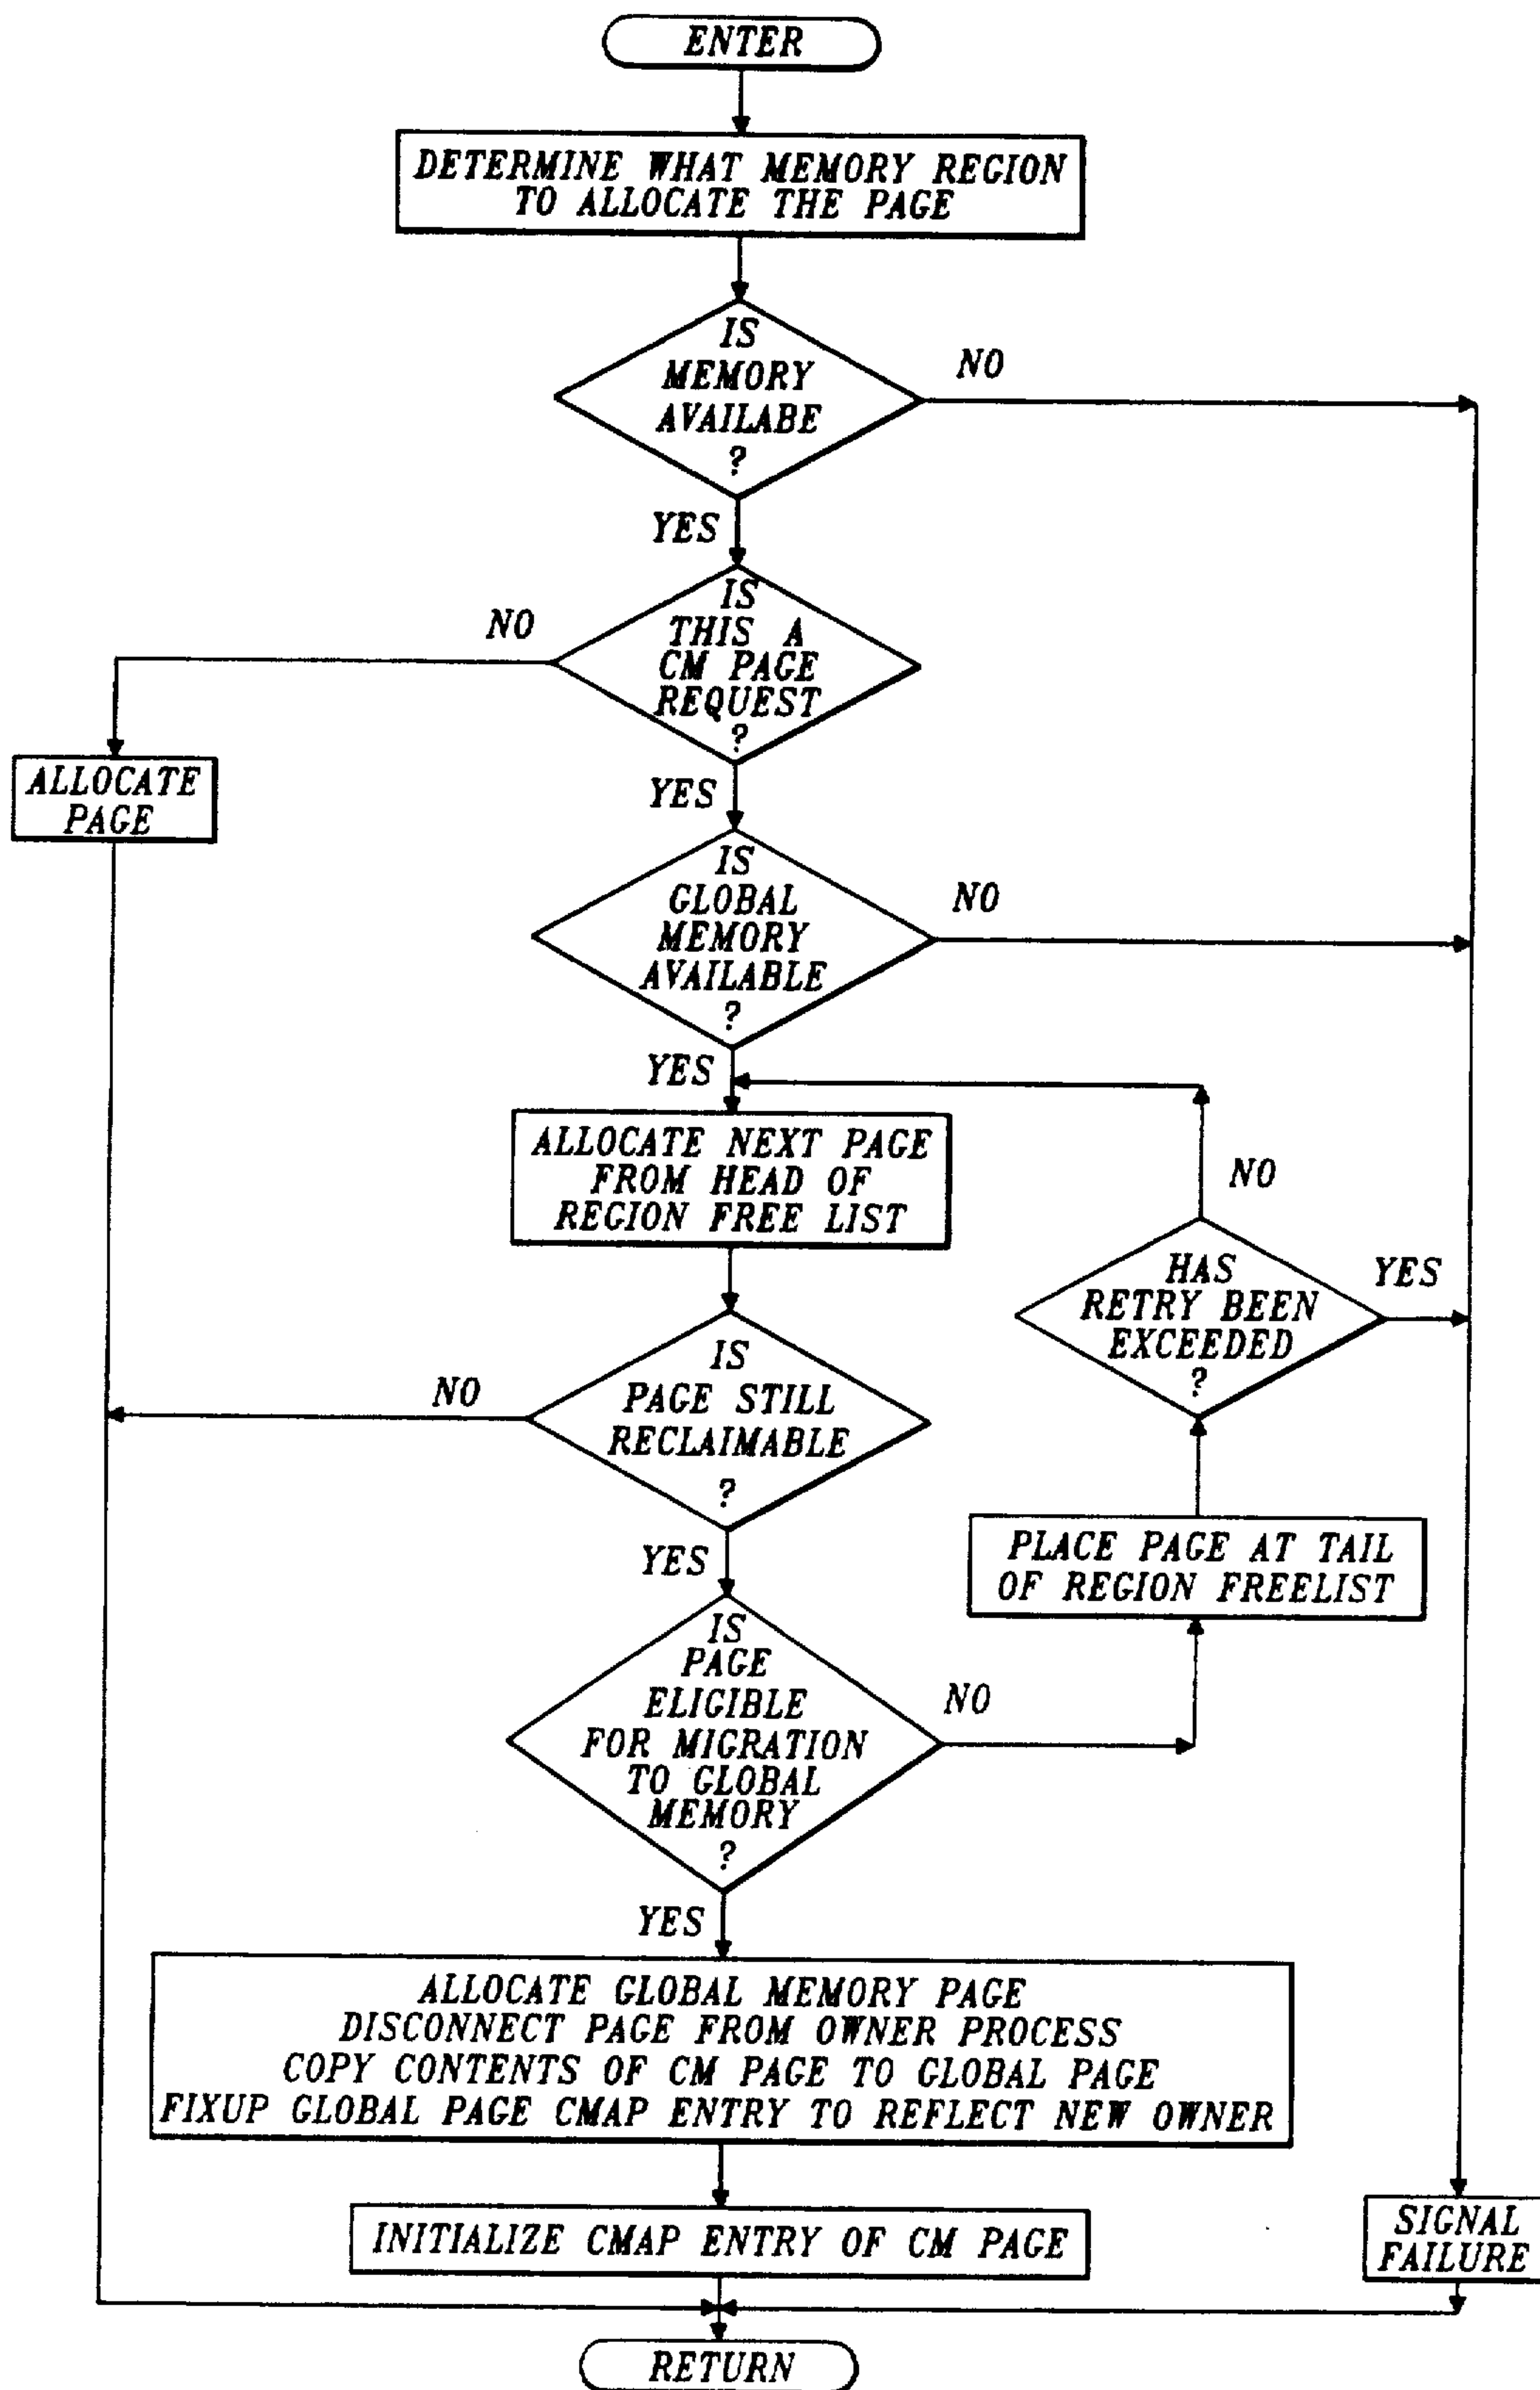 ENTER
DETERMINE WHAT MEMORY REGION
TO ALLOCATE THE PAGE
IS
MEMORY
AVAILABE
?
NO
YES
IS
THIS A
CM PAGE
REQUEST
?
NO
ALLOCATE
PAGE
YES
IS
GLOBAL
MEMORY
AVAILABLE
?
NO
YES
ALLOCATE NEXT PAGE
FROM HEAD OF
REGION FREE LIST
NO
HAS
RETRY BEEN
EXCEEDED
?
YES
IS
PAGE STILL
RECLAIMABLE
?
NO
YES
PLACE PAGE AT TAIL
OF REGION FREELIST
IS
PAGE
ELIGIBLE
FOR MIGRATION
TO GLOBAL
MEMORY
?
NO
YES
ALLOCATE GLOBAL MEMORY PAGE
DISCONNECT PAGE FROM OWNER PROCESS
COPY CONTENTS OF CM PAGE TO GLOBAL PAGE
FIXUP GLOBAL PAGE CMAP ENTRY TO REFLECT NEW OWNER
INITIALIZE CMAP ENTRY OF CM PAGE
SIGNAL
FAILURE
RETURN